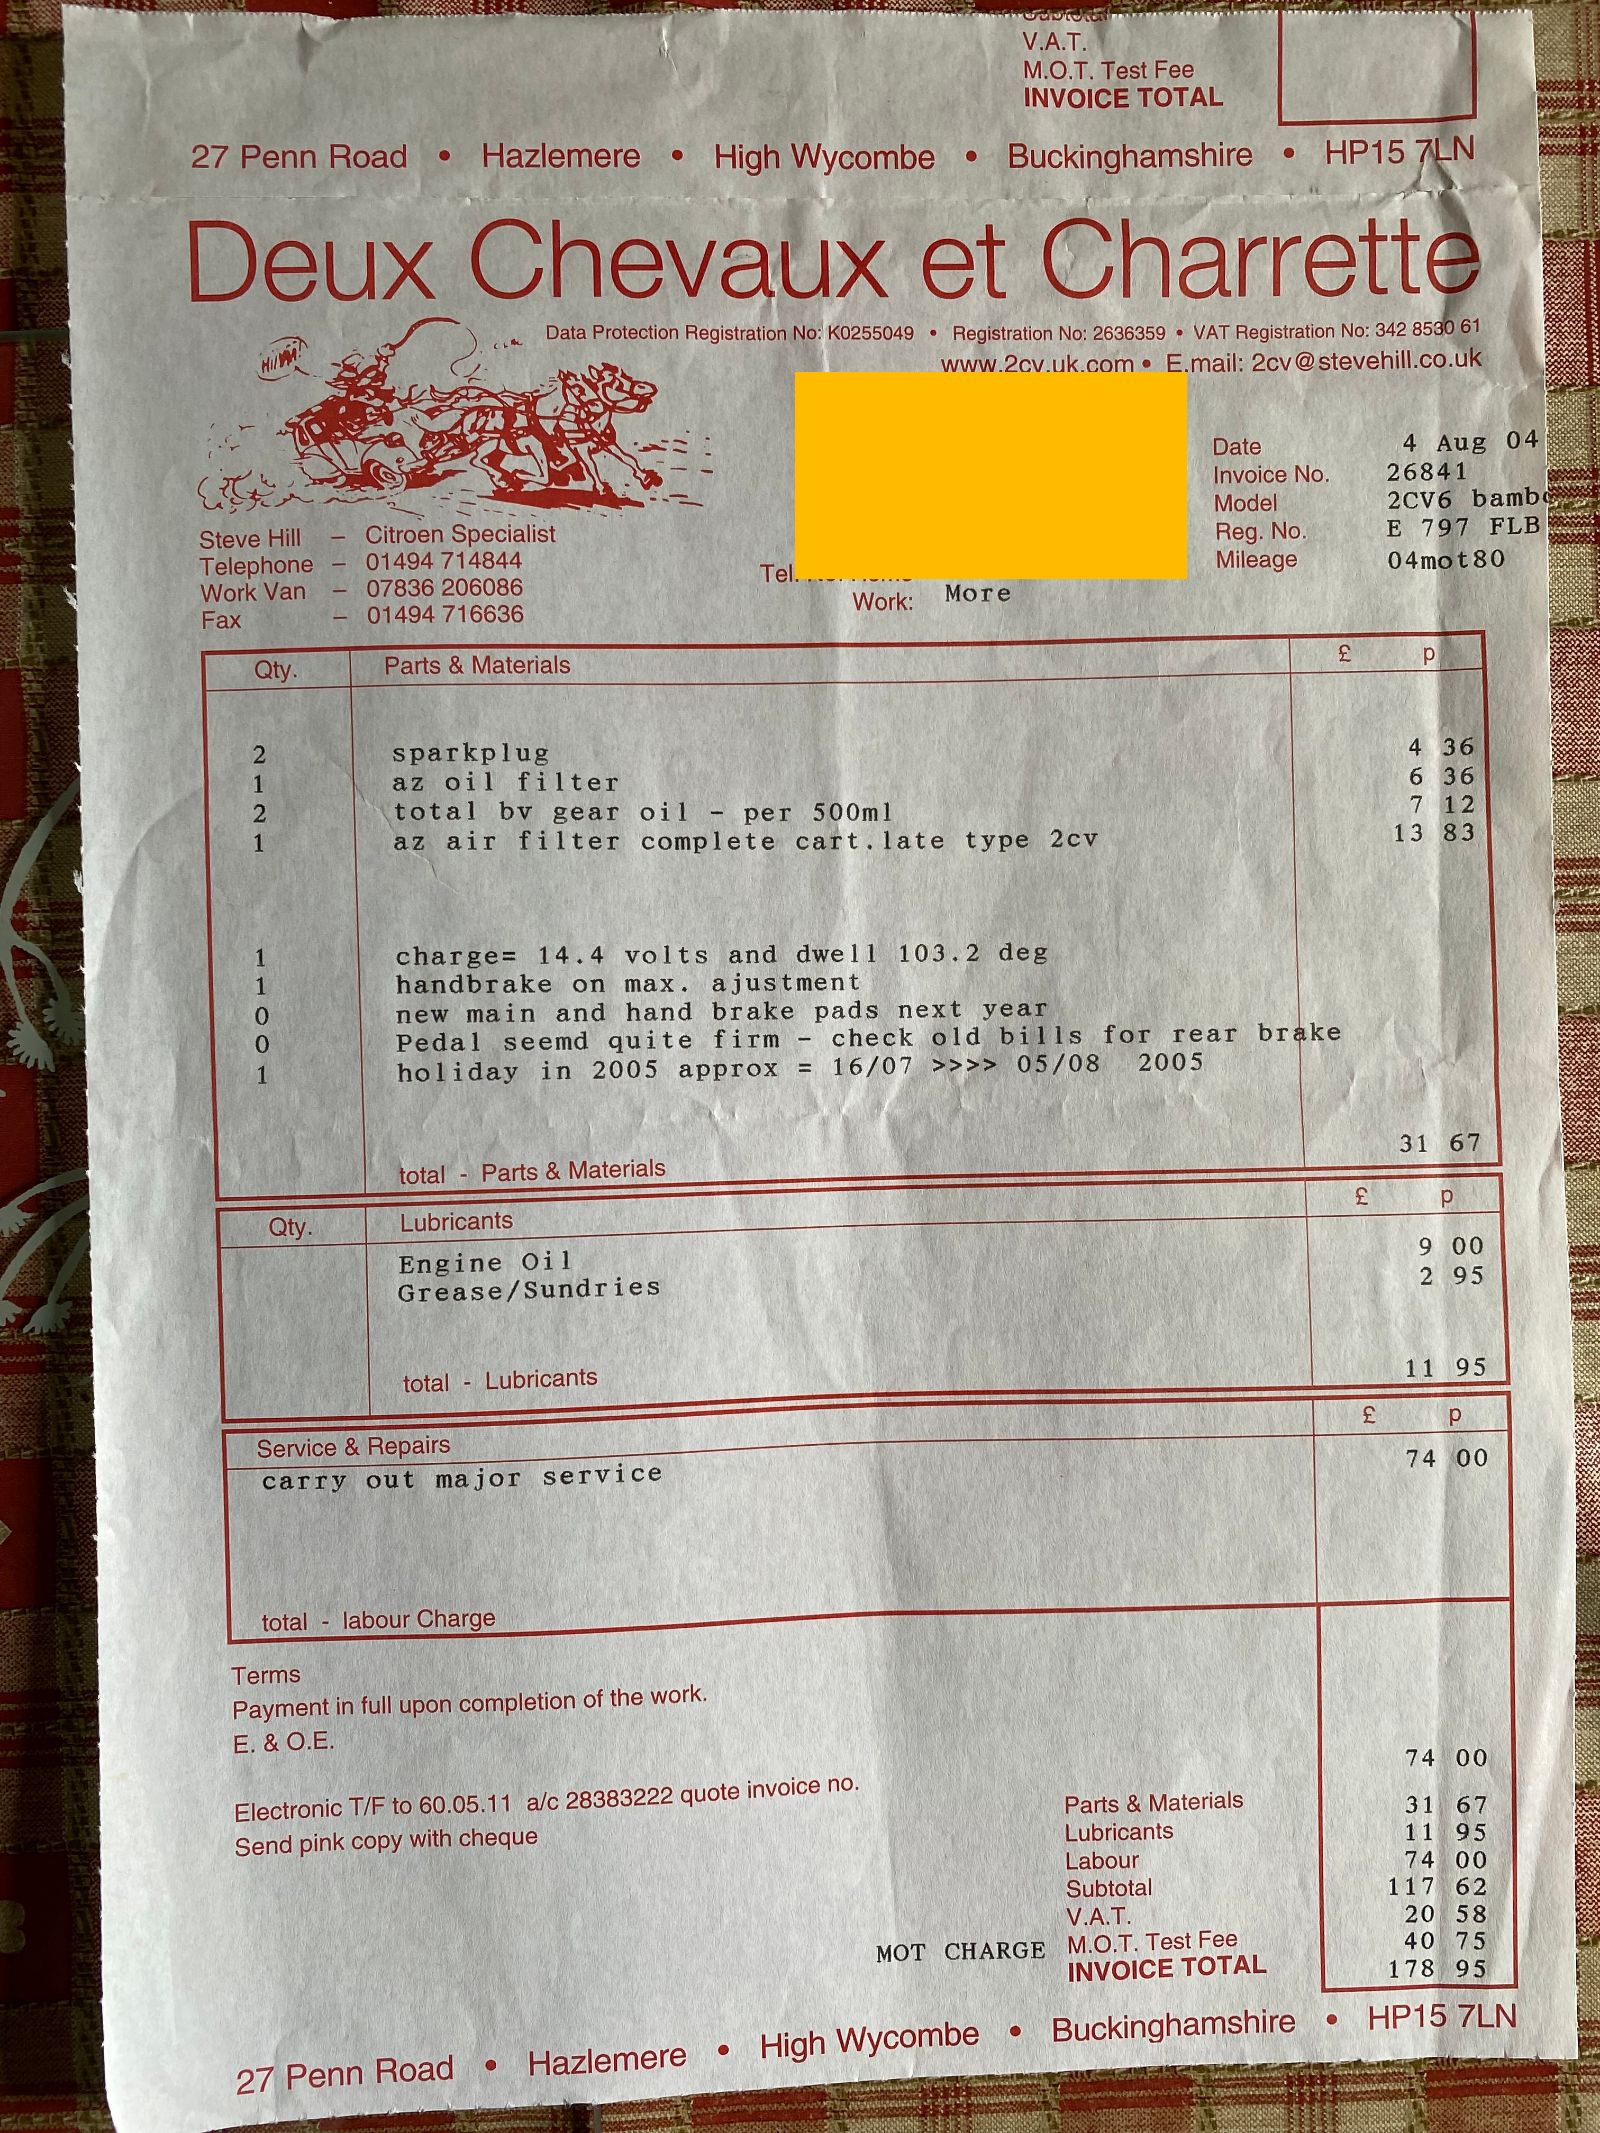 V.A.T.
M.O.T. Test Fee
INVOICE TOTAL
27 Penn Road • Hazlemere • High Wycombe • Buckinghamshire • HP15 7LN
Deux Chevaux et Charrette
Data Protection Registration No: K0255049 • Registration No: 2636359 • VAT Registration No: 342 8530 61
www.2cv.uk.com • E.mail: 2cv@stevehill.co.uk
Date 4 Aug 04
Invoice No. 26841
Model 2CV6 bamb
Reg. No. E 797 FLB
Mileage 04mot80
Steve Hill – Citroen Specialist
Telephone – 01494 714844
Work Van – 07836 206086
Fax – 01494 716636
Tel.
Work: More
Qty. Parts & Materials £ p
2 sparkplug 4 36
1 az oil filter 6 36
2 total bv gear oil - per 500ml 7 12
1 az air filter complete cart.late type 2cv 13 83
1 charge= 14.4 volts and dwell 103.2 deg
1 handbrake on max. ajustment
0 new main and hand brake pads next year
0 Pedal seemd quite firm - check old bills for rear brake
1 holiday in 2005 approx = 16/07 >>>> 05/08 2005
total - Parts & Materials 31 67
Qty. Lubricants £ p
Engine Oil 9 00
Grease/Sundries 2 95
total - Lubricants 11 95
Service & Repairs £ p
carry out major service 74 00
total - labour Charge
Terms
Payment in full upon completion of the work.
E. & O.E.
74 00
Electronic T/F to 60.05.11 a/c 28383222 quote invoice no.
Send pink copy with cheque
Parts & Materials 31 67
Lubricants 11 95
Labour 74 00
Subtotal 117 62
V.A.T. 20 58
MOT CHARGE M.O.T. Test Fee 40 75
INVOICE TOTAL 178 95
27 Penn Road • Hazlemere • High Wycombe • Buckinghamshire • HP15 7LN